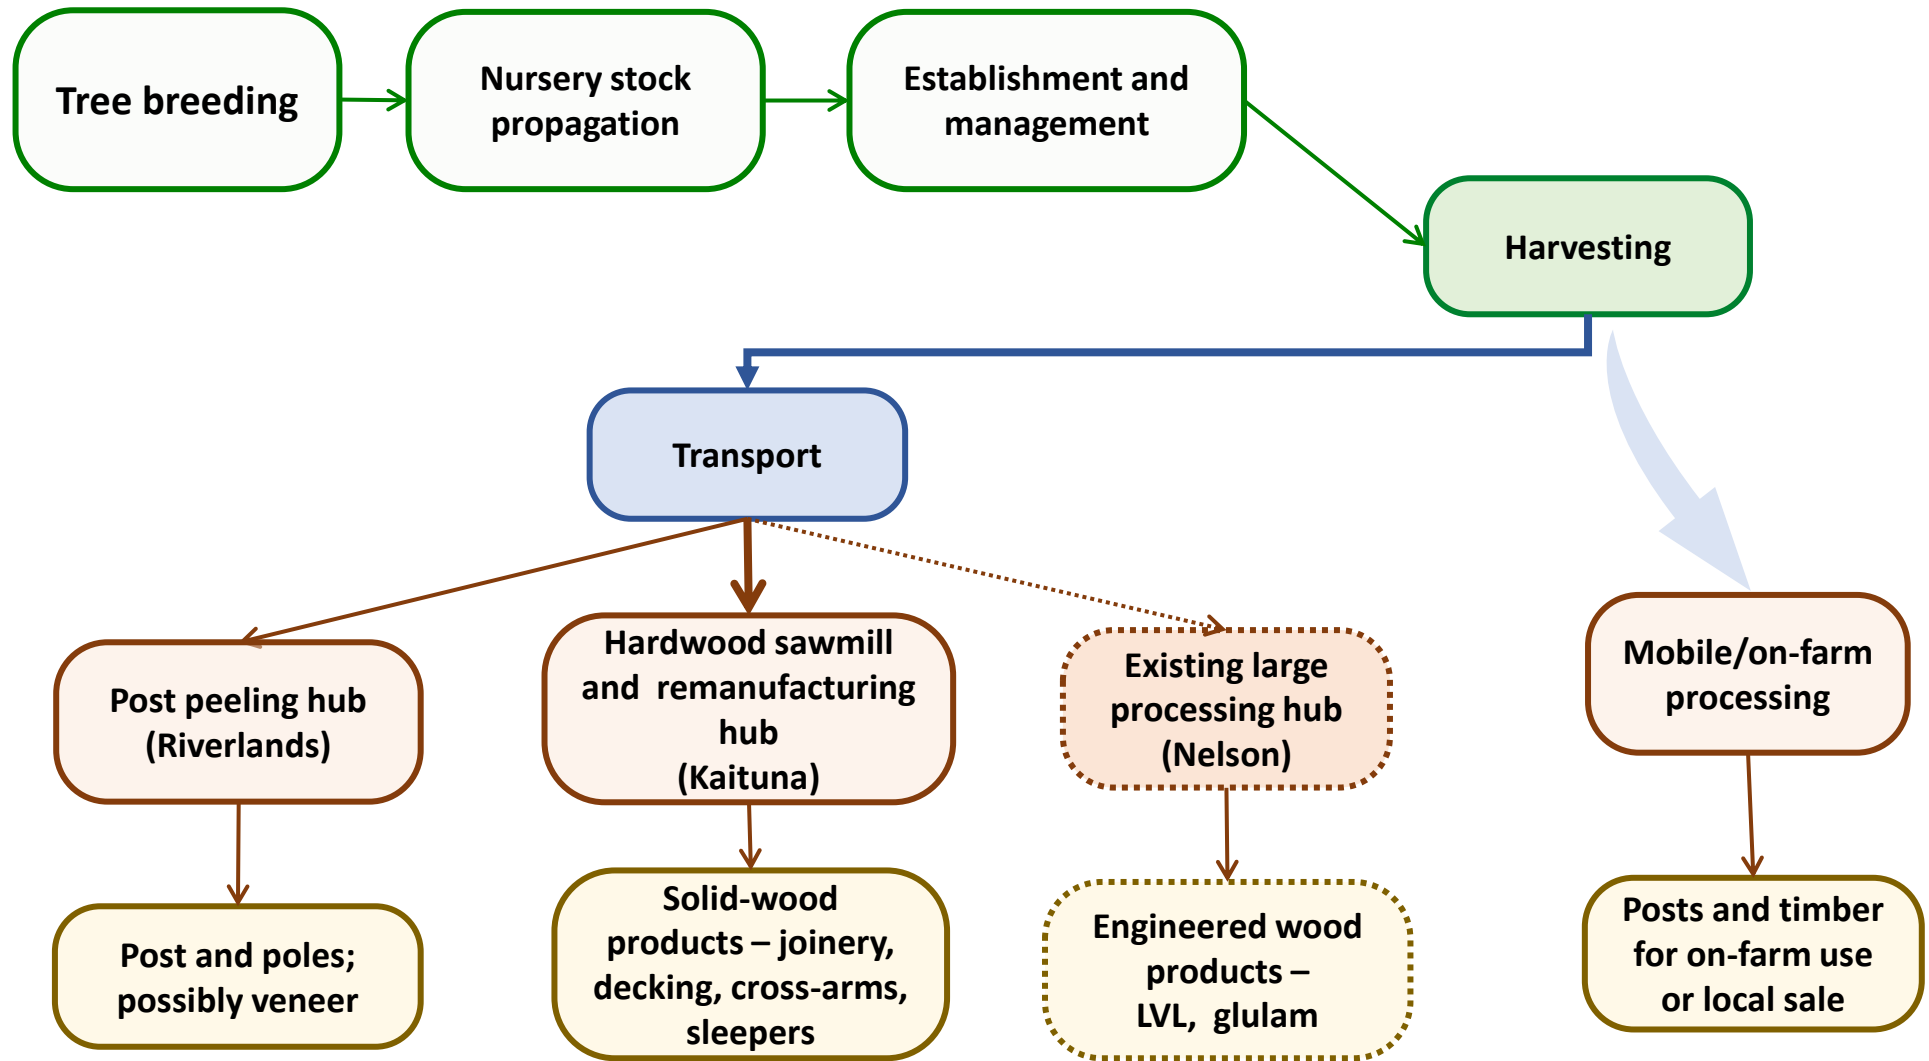 Tree breeding
Nursery stock
propagation
Establishment and
management
Harvesting
Transport
Post peeling hub
(Riverlands)
Hardwood sawmill
and remanufacturing
hub
(Kaituna)
Existing large
processing hub
(Nelson)
Mobile/on-farm
processing
Post and poles;
possibly veneer
Solid-wood
products – joinery,
decking, cross-arms,
sleepers
Engineered wood
products –
LVL, glulam
Posts and timber
for on-farm use
or local sale